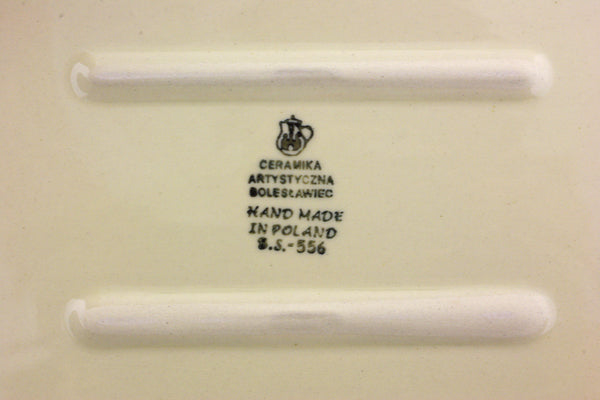 CERAMIKA
ARTYSTYCZNA
BOLESŁAWIEC
HAND MADE
IN POLAND
B.S.-556